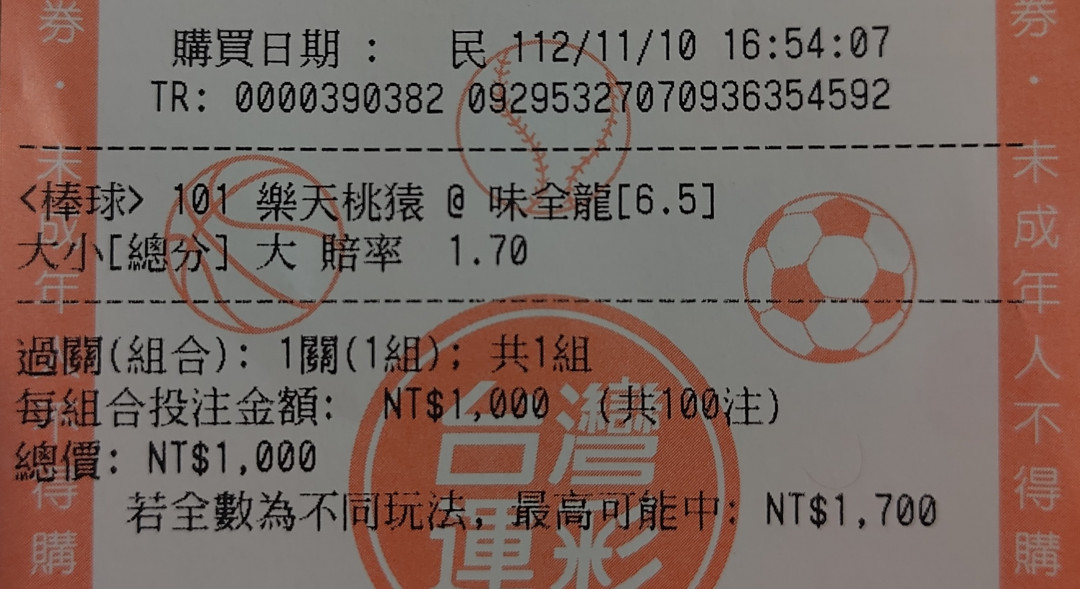 購買日期： 民 112/11/10 16:54:07
TR: 0000390382 09295327070936354592
<棒球> 101 樂天桃猿 @ 味全龍[6.5]
大小[總分] 大 賠率 1.70
過關(組合): 1關(1組); 共1組
每組合投注金額: NT$1,000 (共100注)
總價: NT$1,000
若全數為不同玩法, 最高可能中: NT$1,700
台灣
運彩
券・未成年人不得購
券・未成年人不得購